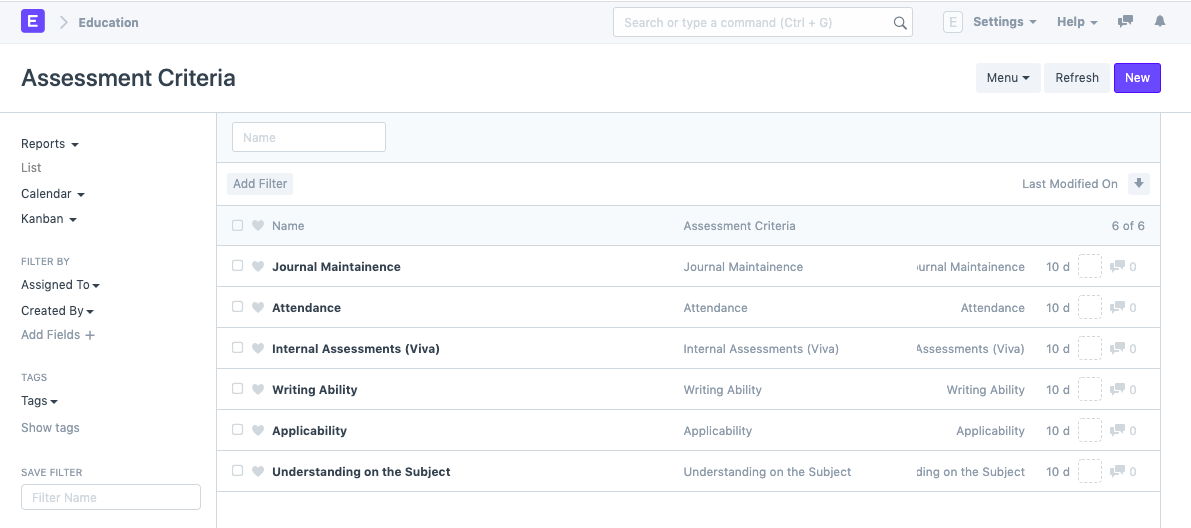 E Education Search or type a command (Ctrl + G) E Settings Help
Assessment Criteria Menu Refresh New
Reports
List
Calendar
Kanban
FILTER BY
Assigned To
Created By
Add Fields +
TAGS
Tags
Show tags
SAVE FILTER
Filter Name
Name
Add Filter Last Modified On
Name Assessment Criteria 6 of 6
Journal Maintainence Journal Maintainence ournal Maintainence 10 d 0
Attendance Attendance Attendance 10 d 0
Internal Assessments (Viva) Internal Assessments (Viva) Assessments (Viva) 10 d 0
Writing Ability Writing Ability Writing Ability 10 d 0
Applicability Applicability Applicability 10 d 0
Understanding on the Subject Understanding on the Subject ding on the Subject 10 d 0